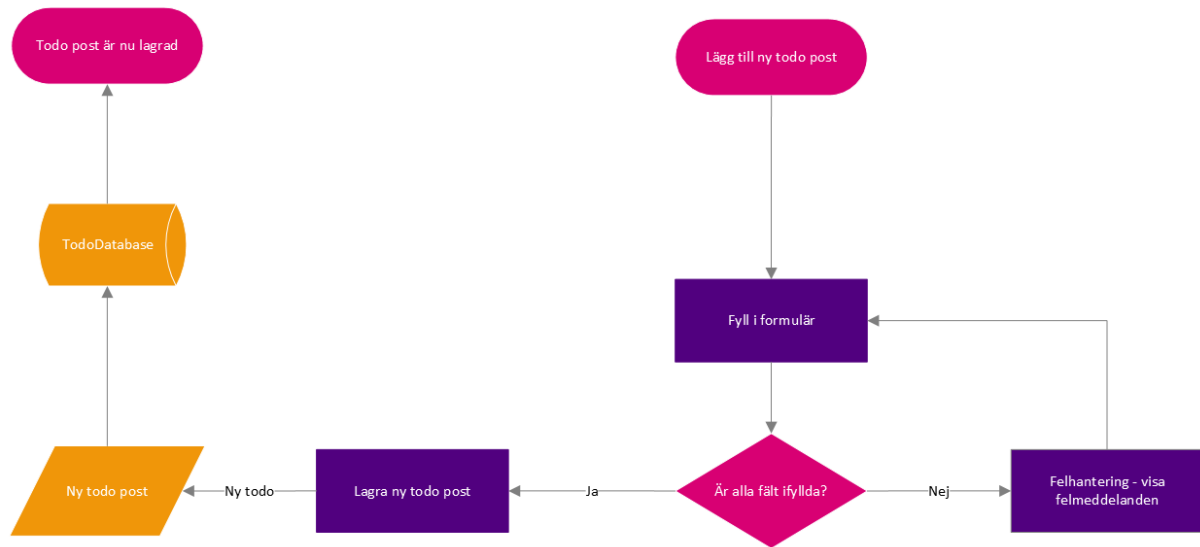 Todo post är nu lagrad
Lägg till ny todo post
TodoDatabase
Fyll i formulär
Ny todo post
Ny todo
Lagra ny todo post
Ja
Är alla fält ifyllda?
Nej
Felhantering - visa
felmeddelanden